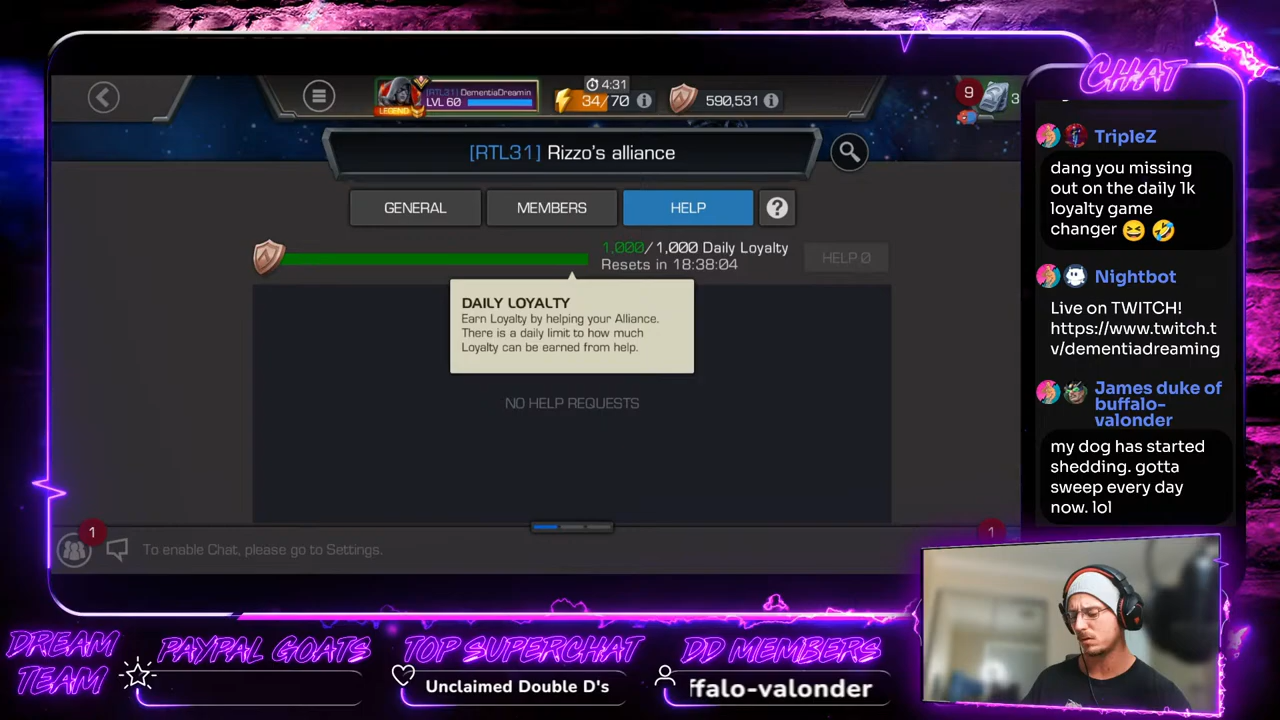 CHAT
4:31
[RTL31] DementiaDreamin
LVL 60
LEGEND
34/70
590,531
9
3
[RTL31] Rizzo's alliance
GENERAL
MEMBERS
HELP
?
1,000/1,000 Daily Loyalty
Resets in 18:38:04
HELP 0
DAILY LOYALTY
Earn Loyalty by helping your Alliance.
There is a daily limit to how much
Loyalty can be earned from help.
NO HELP REQUESTS
1
To enable Chat, please go to Settings.
1
TripleZ
dang you missing
out on the daily 1k
loyalty game
changer 😆 🤣
Nightbot
Live on TWITCH!
https://www.twitch.t
v/dementiadreaming
James duke of
buffalo-
valonder
my dog has started
shedding. gotta
sweep every day
now. lol
DREAM
TEAM
PAYPAL GOATS
TOP SUPERCHAT
Unclaimed Double D's
DD MEMBERS
ffalo-valonder